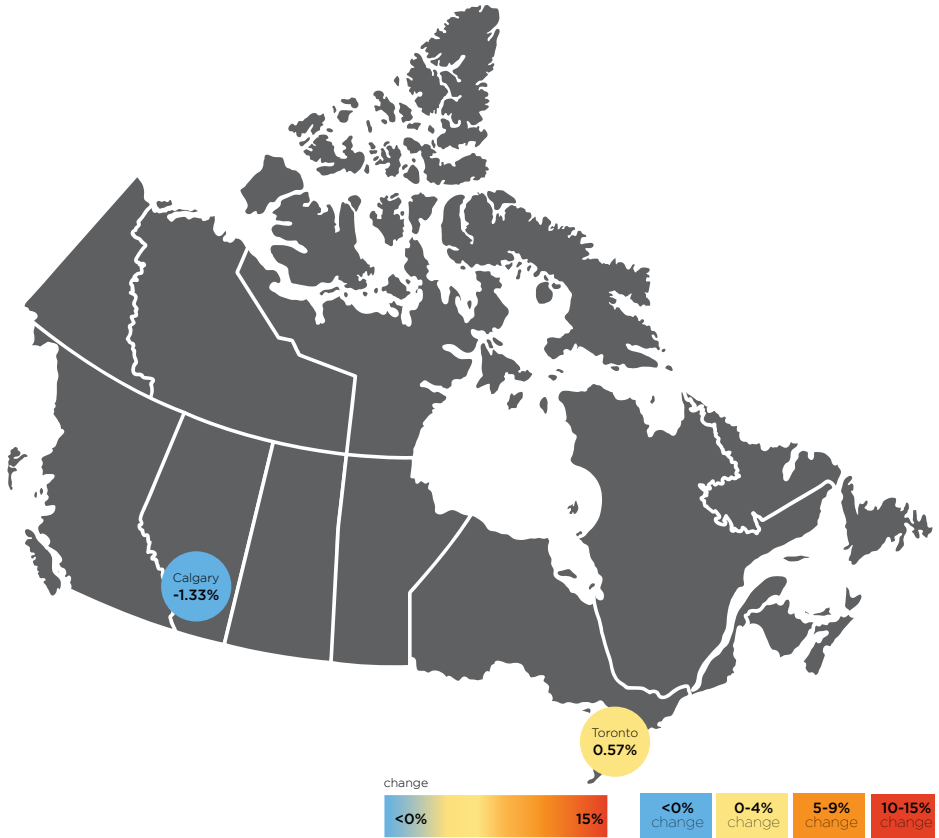 Calgary
-1.33%
Toronto
0.57%
change
<0%
15%
<0%
change
0-4%
change
5-9%
change
10-15%
change